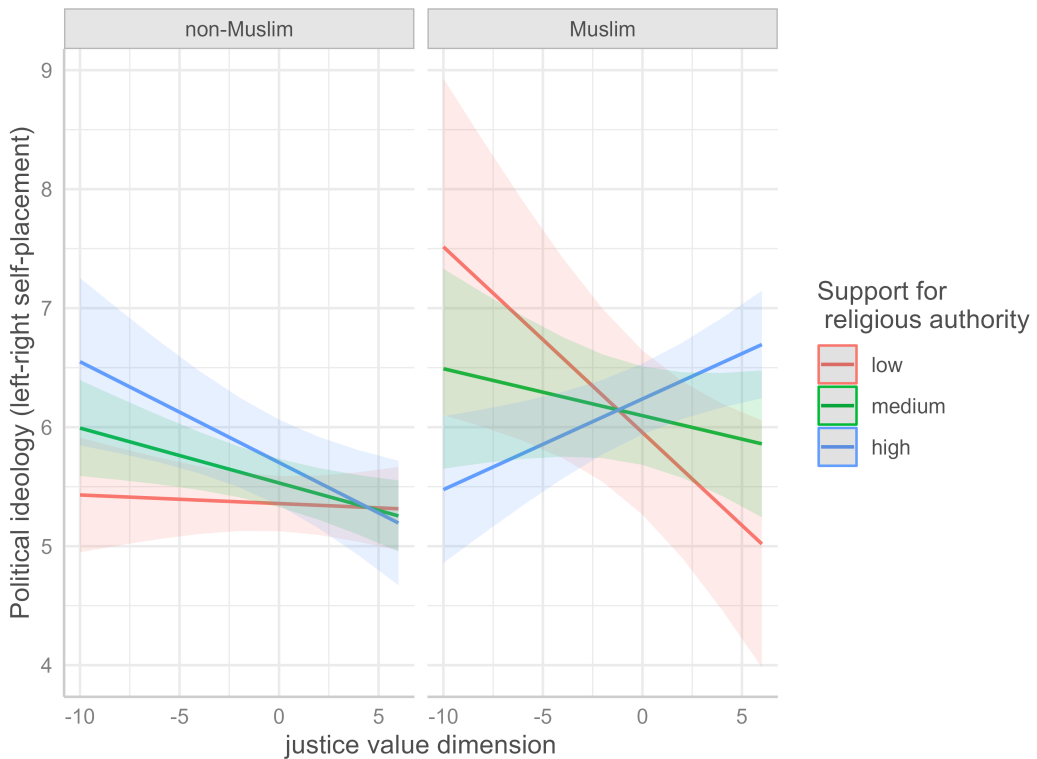 non-Muslim
Muslim
Political ideology (left-right self-placement)
9
8
7
6
5
4
-10
-5
0
5
-10
-5
0
5
justice value dimension
Support for
religious authority
low
medium
high